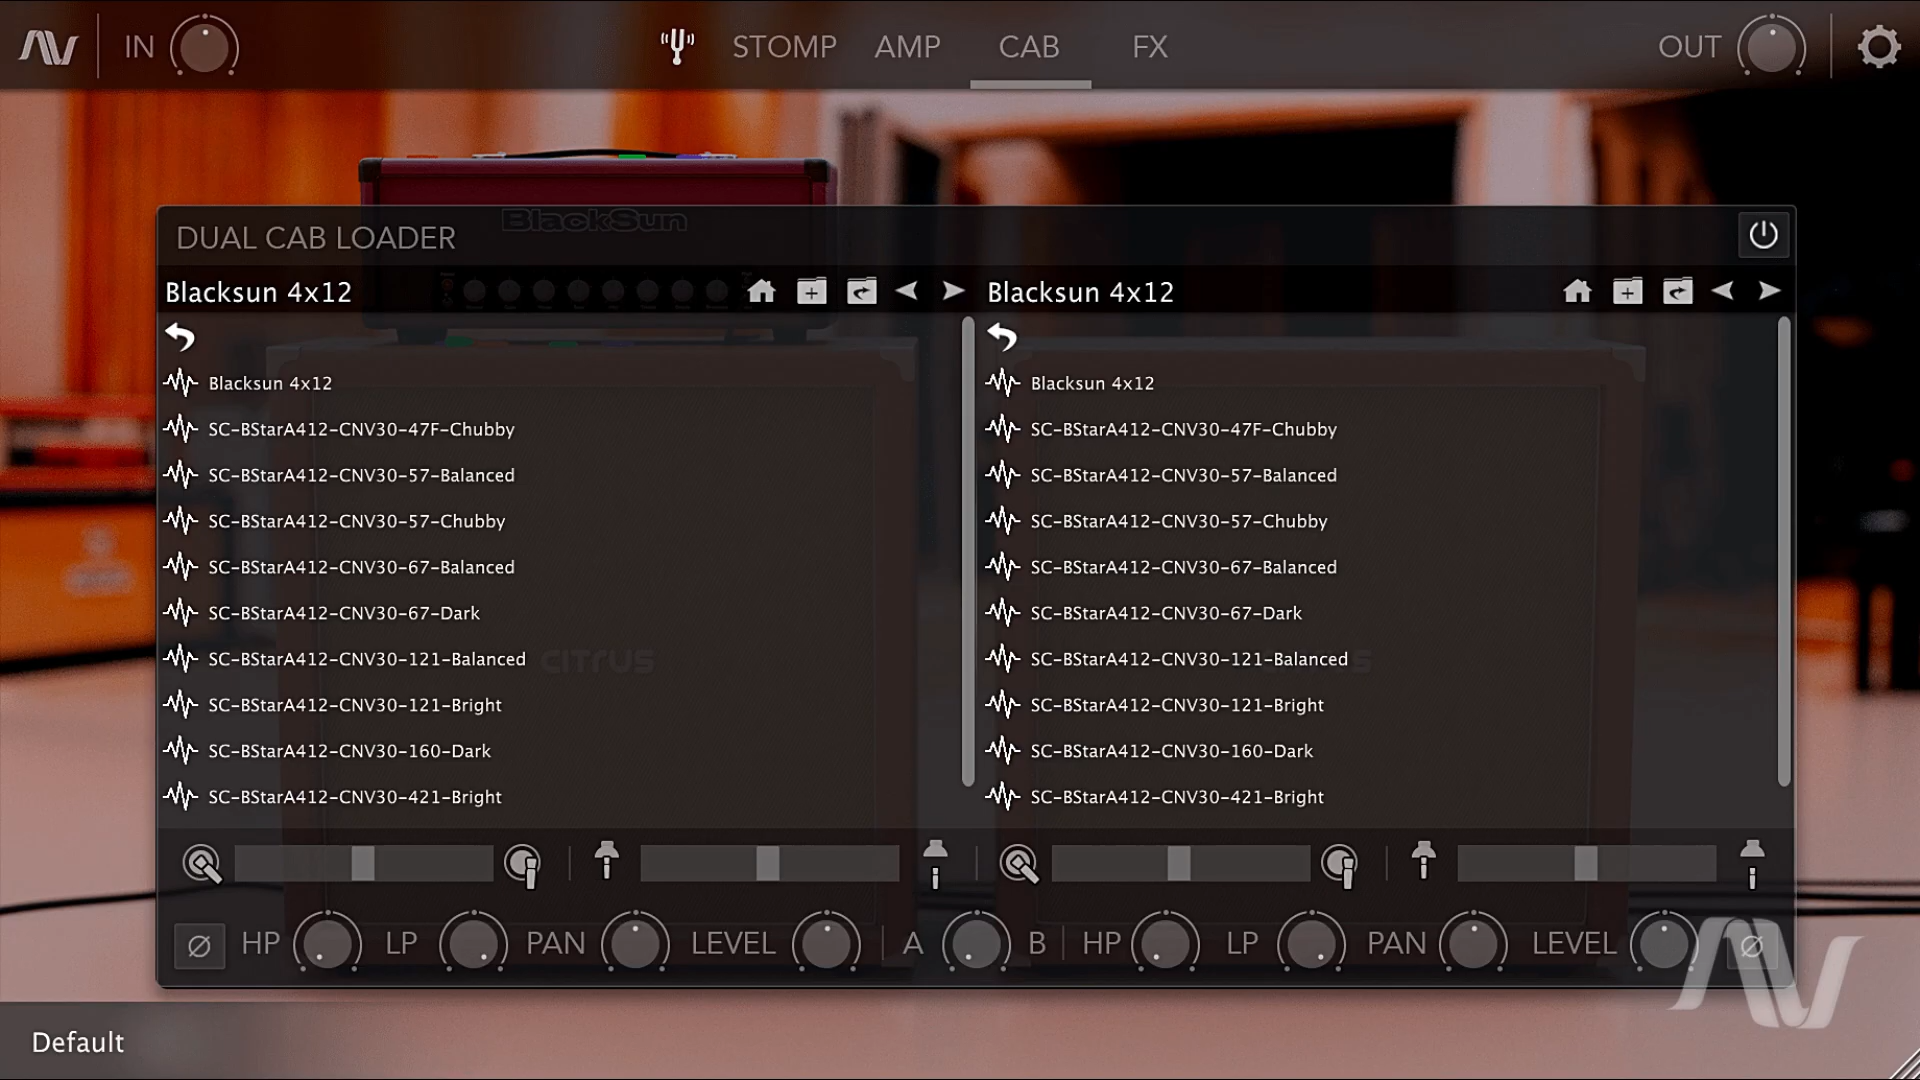 IN STOMP AMP CAB FX OUT
BlackSun
DUAL CAB LOADER
Blacksun 4x12
Blacksun 4x12
SC-BStarA412-CNV30-47F-Chubby
SC-BStarA412-CNV30-57-Balanced
SC-BStarA412-CNV30-57-Chubby
SC-BStarA412-CNV30-67-Balanced
SC-BStarA412-CNV30-67-Dark
SC-BStarA412-CNV30-121-Balanced
SC-BStarA412-CNV30-121-Bright
SC-BStarA412-CNV30-160-Dark
SC-BStarA412-CNV30-421-Bright
CITRUS
Blacksun 4x12
Blacksun 4x12
SC-BStarA412-CNV30-47F-Chubby
SC-BStarA412-CNV30-57-Balanced
SC-BStarA412-CNV30-57-Chubby
SC-BStarA412-CNV30-67-Balanced
SC-BStarA412-CNV30-67-Dark
SC-BStarA412-CNV30-121-Balanced
SC-BStarA412-CNV30-121-Bright
SC-BStarA412-CNV30-160-Dark
SC-BStarA412-CNV30-421-Bright
Ø HP LP PAN LEVEL A B HP LP PAN LEVEL Ø
Default